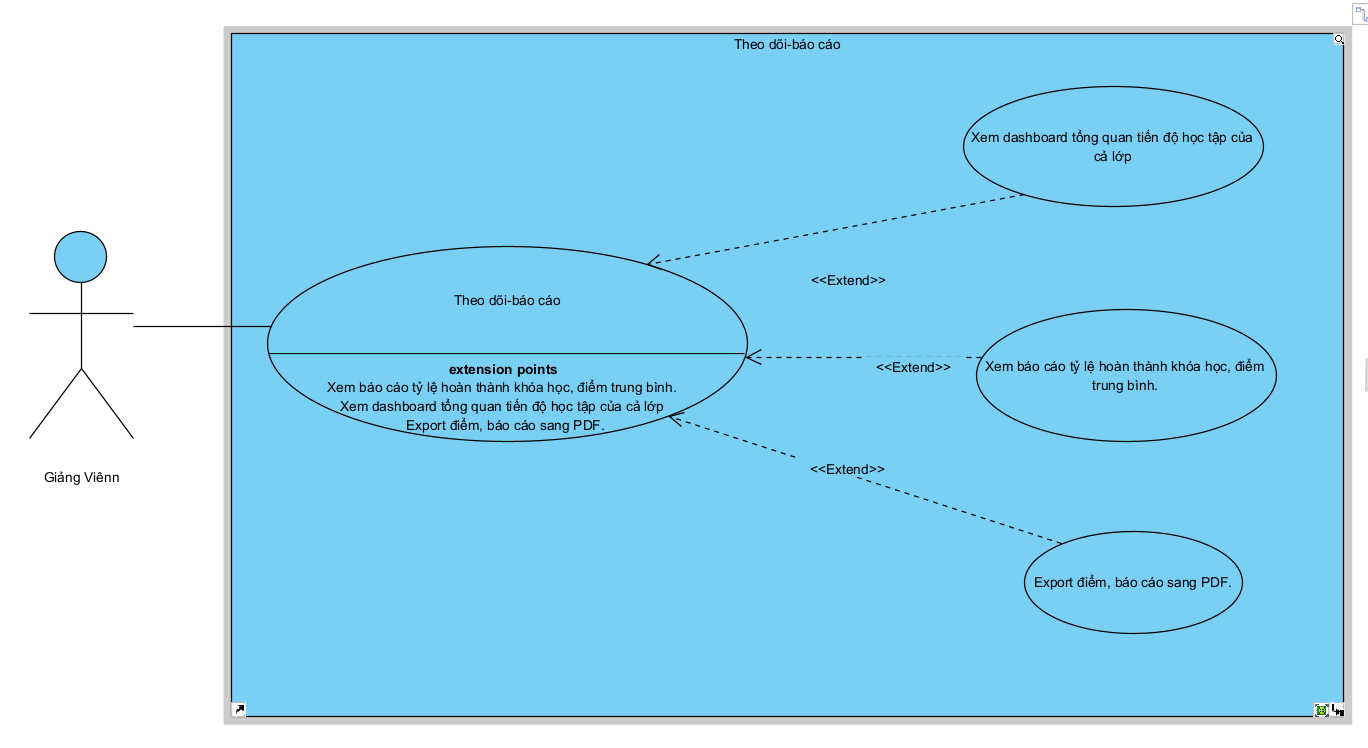 Theo dõi-báo cáo
Xem dashboard tổng quan tiến độ học tập của
cả lớp
<<Extend>>
Theo dõi-báo cáo
extension points
Xem báo cáo tỷ lệ hoàn thành khóa học, điểm trung bình.
Xem dashboard tổng quan tiến độ học tập của cả lớp
Export điểm, báo cáo sang PDF.
<<Extend>>
Xem báo cáo tỷ lệ hoàn thành khóa học, điểm
trung bình.
<<Extend>>
Giảng Viênn
Export điểm, báo cáo sang PDF.